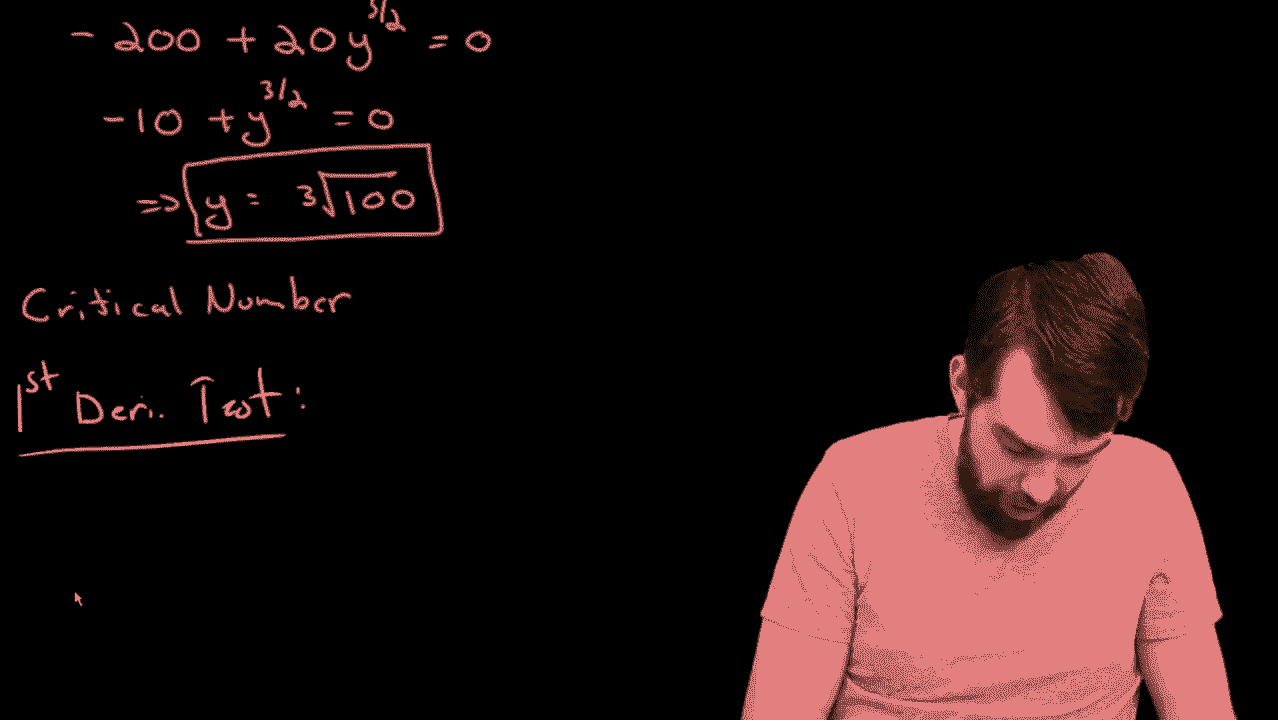 - 200 + 20y^3/2 = 0
-10 + y^3/2 = 0
=> y = 3√100
Critical Number
1st Deri. Test: